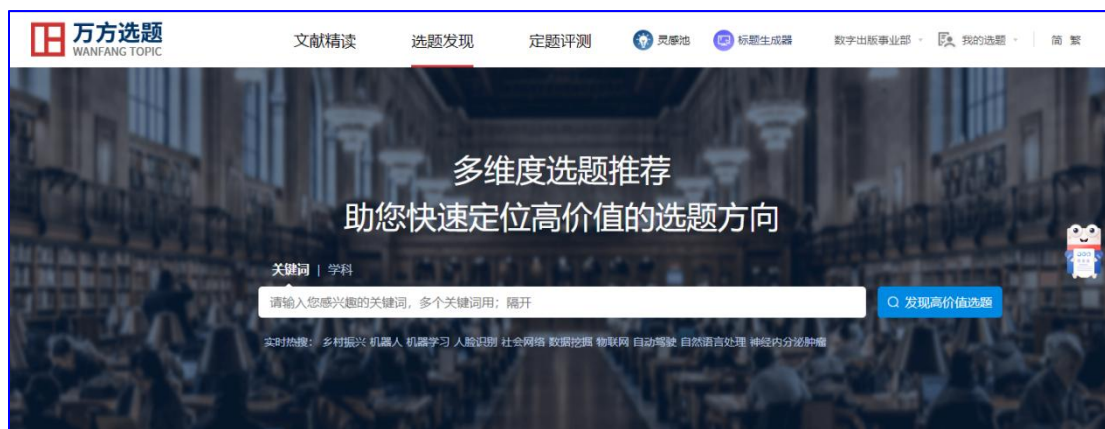 万方选题
WANFANG TOPIC
文献精读
选题发现
定题评测
灵感池
标题生成器
数字出版事业部
我的选题
简 繁
多维度选题推荐
助您快速定位高价值的选题方向
关键词 | 学科
请输入您感兴趣的关键词，多个关键词用；隔开
发现高价值选题
实时热搜： 乡村振兴 机器人 机器学习 人脸识别 社会网络 数据挖掘 物联网 自动驾驶 自然语言处理 神经内分泌肿瘤